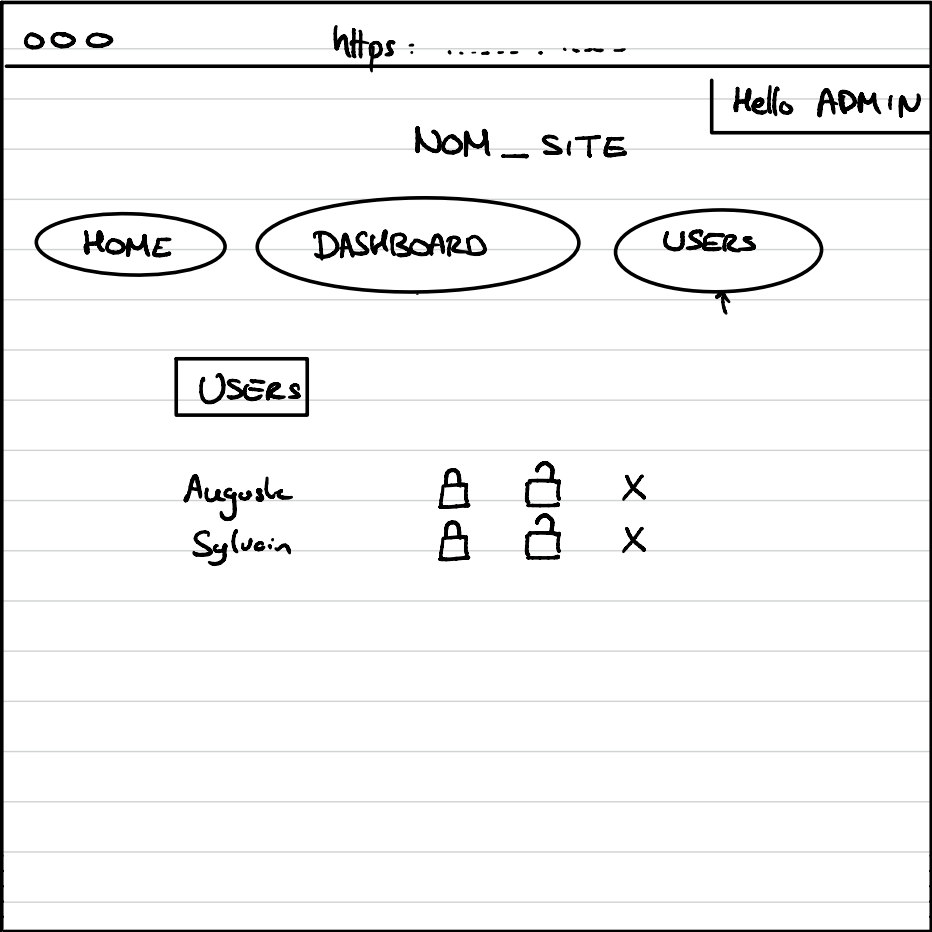 https: ...... . .....
Hello ADMIN
NOM_SITE
HOME DASHBOARD USERS
USERS
Auguste X
Sylvain X